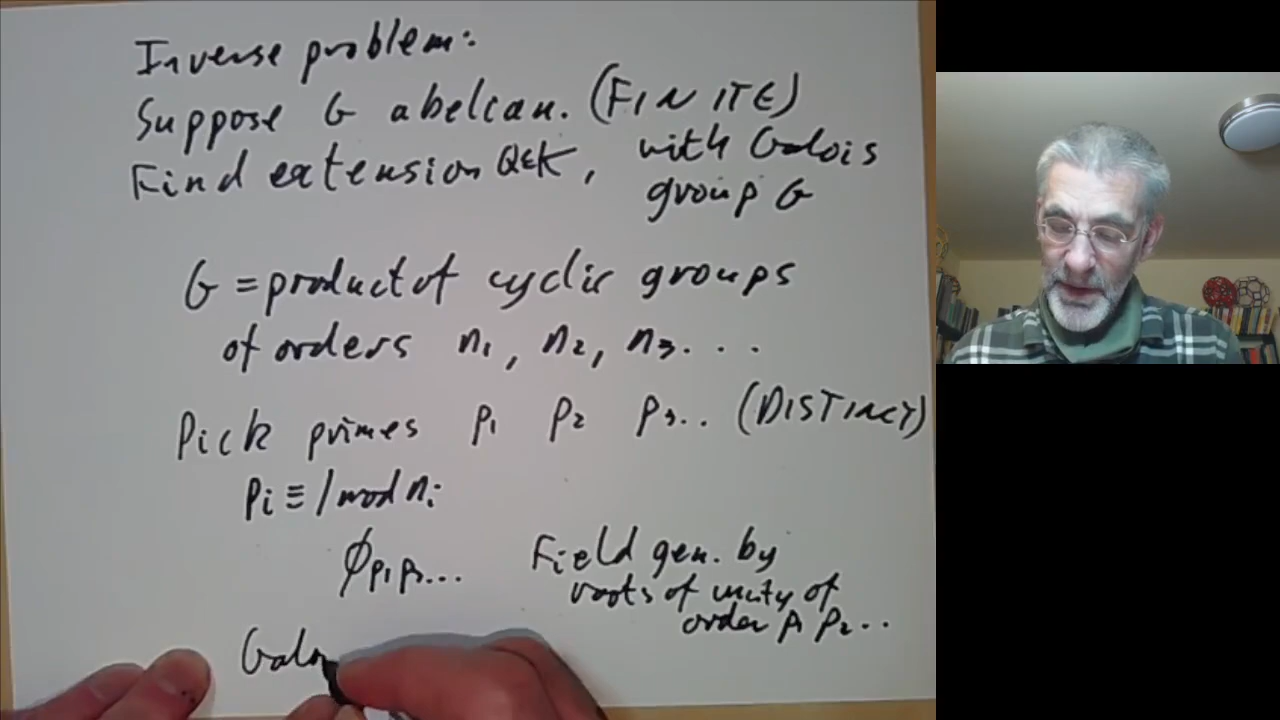 Inverse problem:
Suppose G abelian. (FINITE)
Find extension Q⊆K, with Galois
group G
G = product of cyclic groups
of orders n₁, n₂, n₃...
Pick primes p₁ p₂ p₃.. (DISTINCT)
pᵢ ≡ 1 mod nᵢ
ϕp₁p₂... Field gen. by
roots of unity of
order p₁ p₂...
Galo